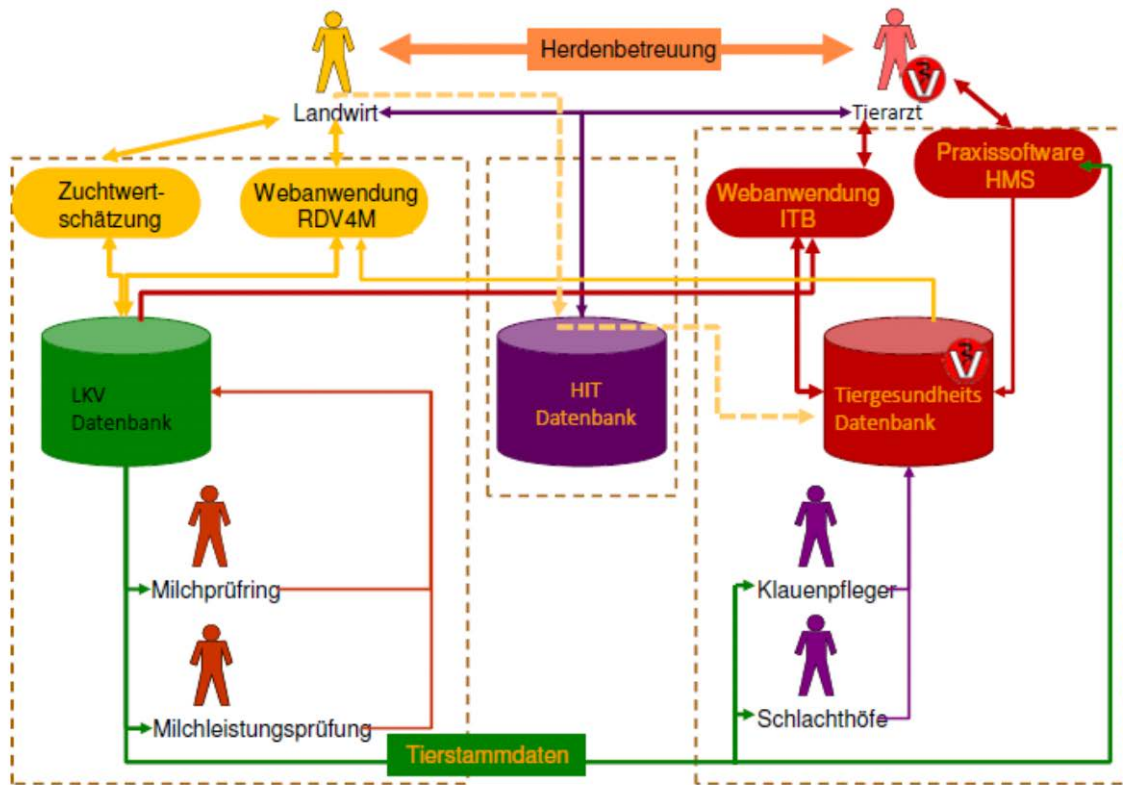 Herdenbetreuung
Landwirt
Tierarzt
Zuchtwert-
schätzung
Webanwendung
RDV4M
Webanwendung
ITB
Praxissoftware
HMS
LKV
Datenbank
HIT
Datenbank
Tiergesundheits
Datenbank
V
V
Milchprüfring
Klauenpfleger
Milchleistungsprüfung
Schlachthöfe
Tierstammdaten